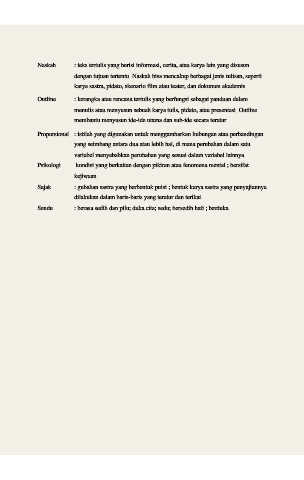 Naskah : teks tertulis yang berisi informasi, cerita, atau karya lain yang disusun
dengan tujuan tertentu Naskah bisa mencakup berbagai jenis tulisan, seperti
karya sastra, pidato, skenario film atau teater, dan dokumen akademis
Outline : kerangka atau rencana tertulis yang berfungsi sebagai panduan dalam
menulis atau menyusun sebuah karya tulis, pidato, atau presentasi Outline
membantu menyusun ide-ide utama dan sub-ide secara teratur
Proporsional : istilah yang digunakan untuk menggambarkan hubungan atau perbandingan
yang seimbang antara dua atau lebih hal, di mana perubahan dalam satu
variabel menyebabkan perubahan yang sesuai dalam variabel lainnya
Psikologi kondisi yang berkaitan dengan pikiran atau fenomena mental ; bersifat
kejiwaan
Sajak : gubahan sastra yang berbentuk puisi ; bentuk karya sastra yang penyajiannya
dilakukan dalam baris-baris yang teratur dan terikat
Sendu : berasa sedih dan pilu; duka cita; sedu; bersedih hati ; berduka